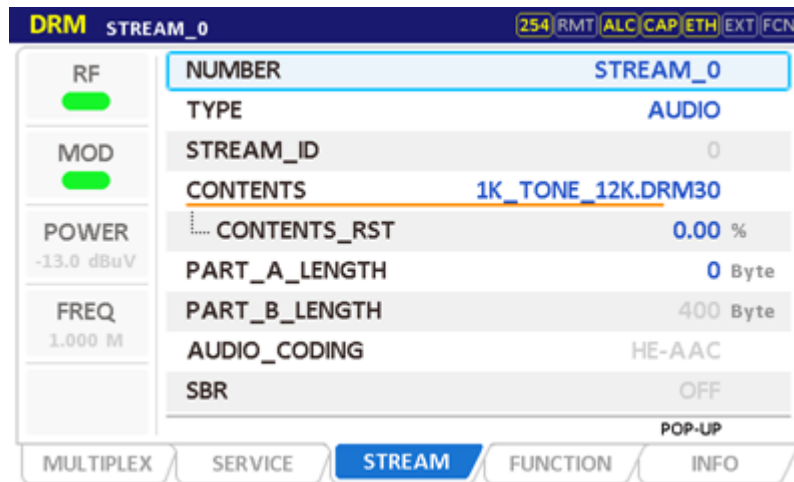 DRM STREAM_0 254 RMT ALC CAP ETH EXT FCN
RF
MOD
POWER
-13.0 dBuV
FREQ
1.000 M
NUMBER STREAM_0
TYPE AUDIO
STREAM_ID 0
CONTENTS 1K_TONE_12K.DRM30
CONTENTS_RST 0.00 %
PART_A_LENGTH 0 Byte
PART_B_LENGTH 400 Byte
AUDIO_CODING HE-AAC
SBR OFF
POP-UP
MULTIPLEX SERVICE STREAM FUNCTION INFO